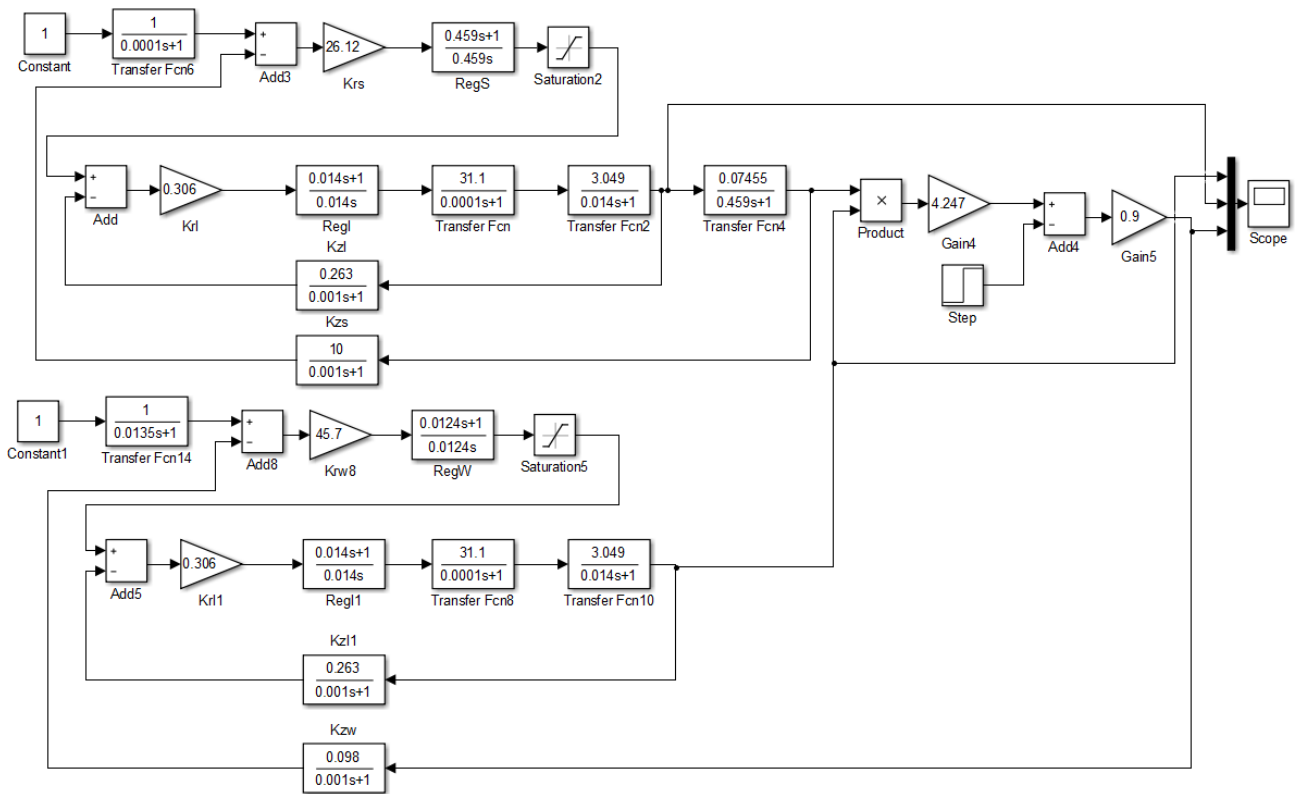 1
Constant
1
0.0001s+1
Transfer Fcn6
+
−
Add3
26.12
Krs
0.459s+1
0.459s
RegS
Saturation2
+
−
Add
0.306
Krl
0.014s+1
0.014s
Regl
31.1
0.0001s+1
Transfer Fcn
3.049
0.014s+1
Transfer Fcn2
0.07455
0.459s+1
Transfer Fcn4
×
Product
4.247
Gain4
+
−
Add4
0.9
Gain5
Scope
Step
Kzl
0.263
0.001s+1
Kzs
10
0.001s+1
1
Constant1
1
0.0135s+1
Transfer Fcn14
+
−
Add8
45.7
Krw8
0.0124s+1
0.0124s
RegW
Saturation5
+
−
Add5
0.306
Krl1
0.014s+1
0.014s
Regl1
31.1
0.0001s+1
Transfer Fcn8
3.049
0.014s+1
Transfer Fcn10
Kzl1
0.263
0.001s+1
Kzw
0.098
0.001s+1